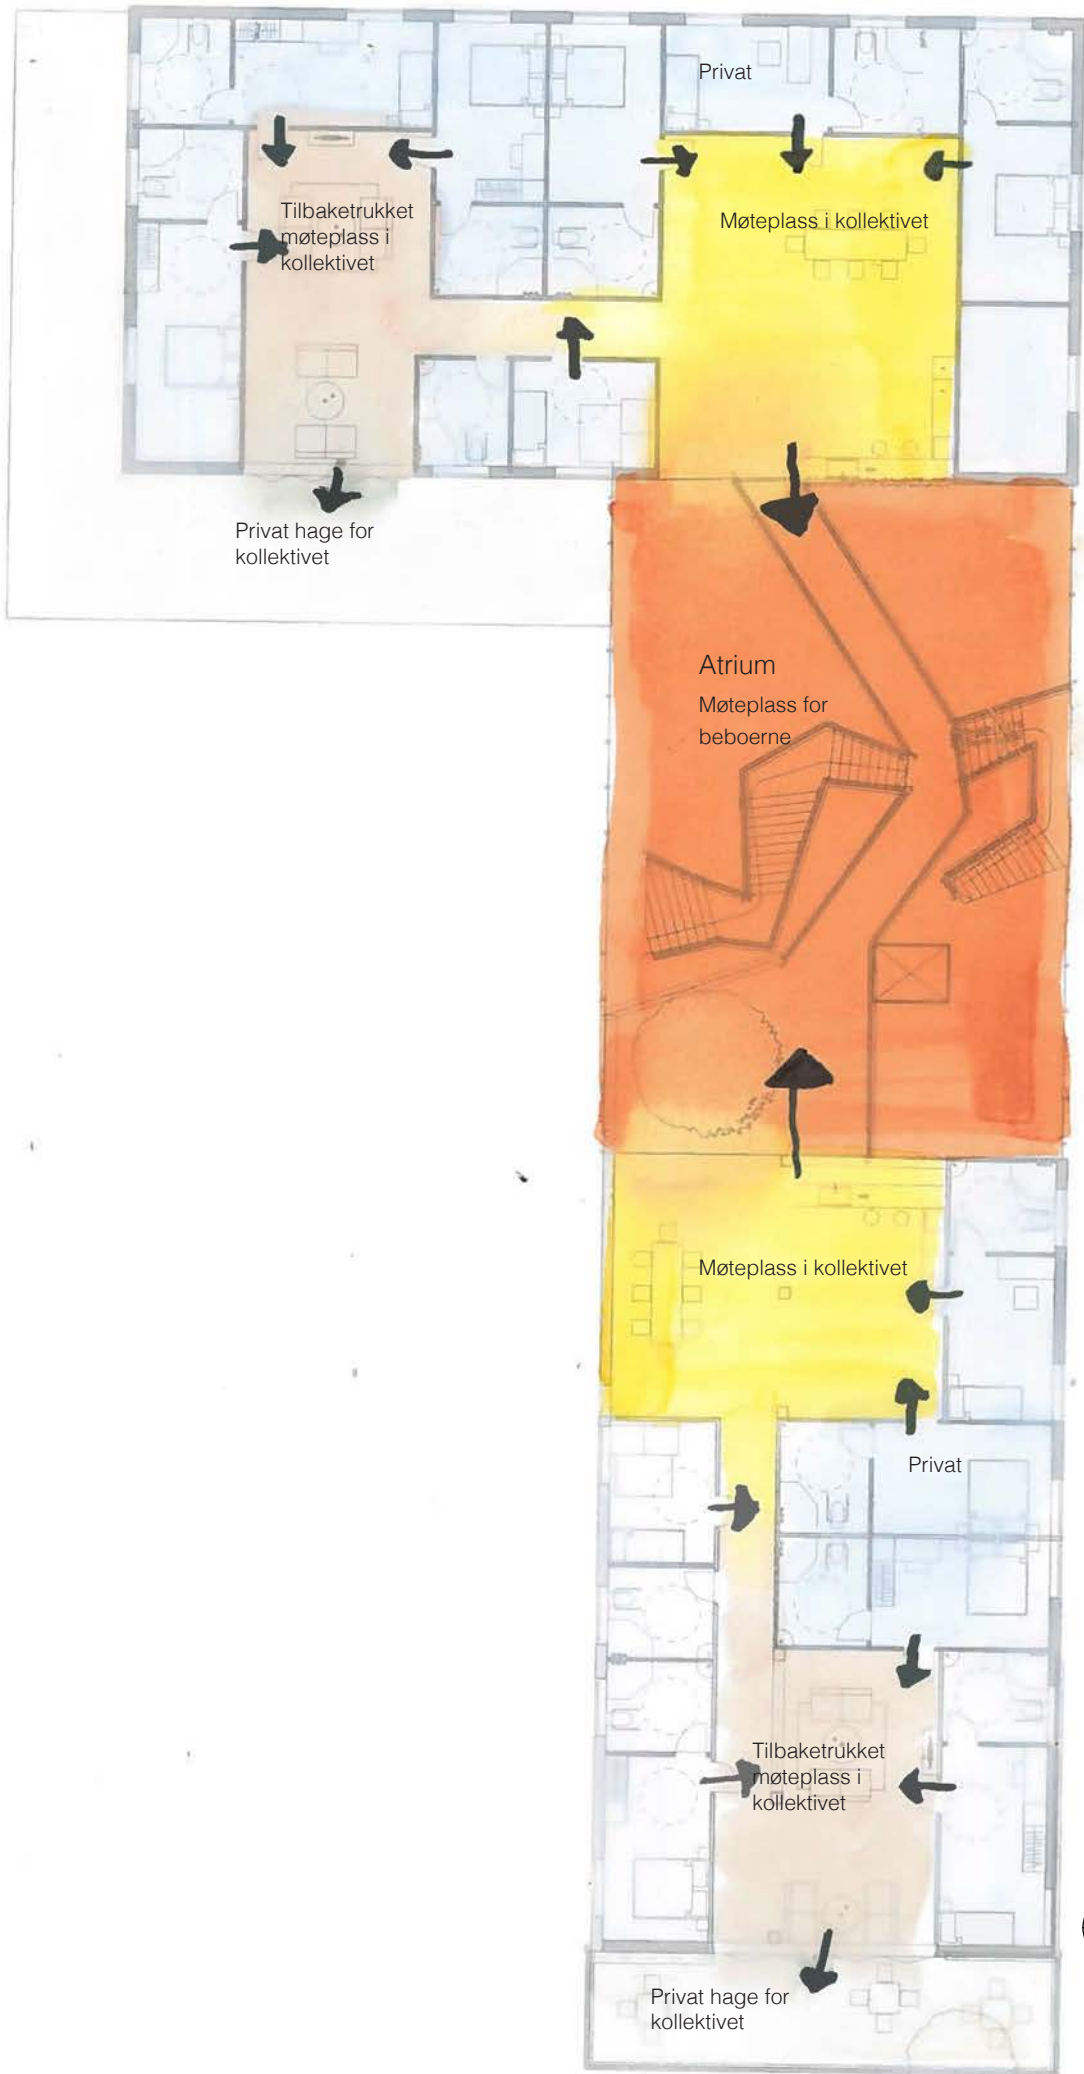 Privat
Tilbaketrukket
møteplass i
kollektivet
Møteplass i kollektivet
Privat hage for
kollektivet
Atrium
Møteplass for
beboerne
Møteplass i kollektivet
Privat
Tilbaketrukket
møteplass i
kollektivet
Privat hage for
kollektivet